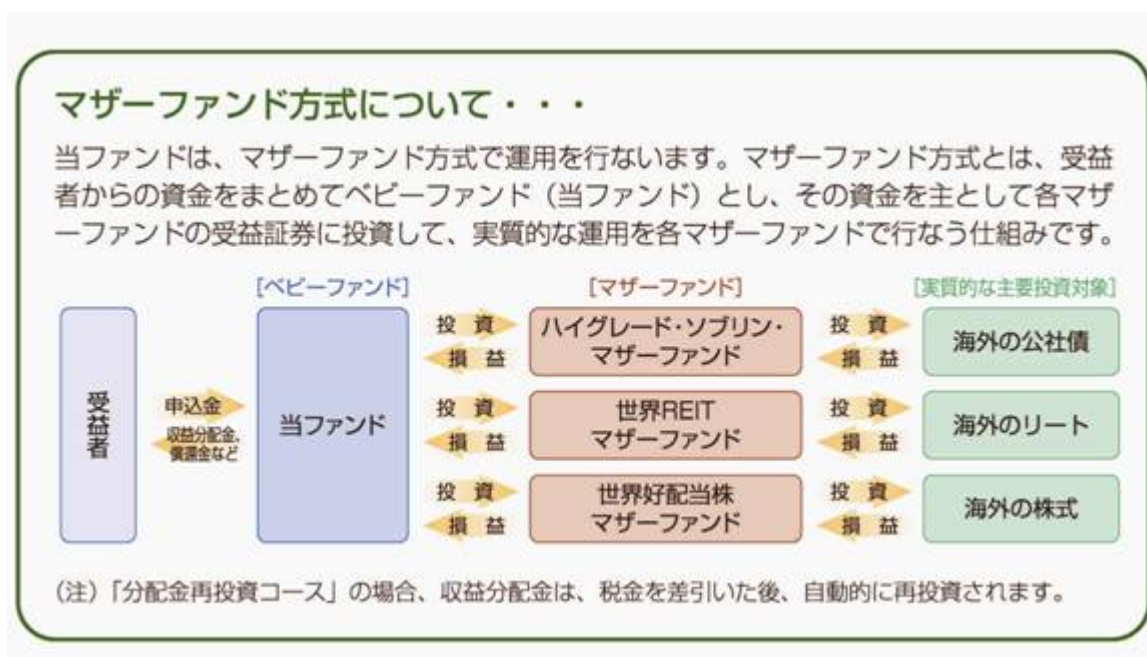 マザーファンド方式について・・・
当ファンドは、マザーファンド方式で運用を行ないます。マザーファンド方式とは、受益
者からの資金をまとめてベビーファンド（当ファンド）とし、その資金を主として各マザ
ーファンドの受益証券に投資して、実質的な運用を各マザーファンドで行なう仕組みです。
[ベビーファンド]
[マザーファンド]
[実質的な主要投資対象]
受益者
申込金
収益分配金、
償還金など
当ファンド
投資
損益
ハイグレード・ソブリン・
マザーファンド
投資
損益
海外の公社債
投資
損益
世界REIT
マザーファンド
投資
損益
海外のリート
投資
損益
世界好配当株
マザーファンド
投資
損益
海外の株式
（注）「分配金再投資コース」の場合、収益分配金は、税金を差引いた後、自動的に再投資されます。